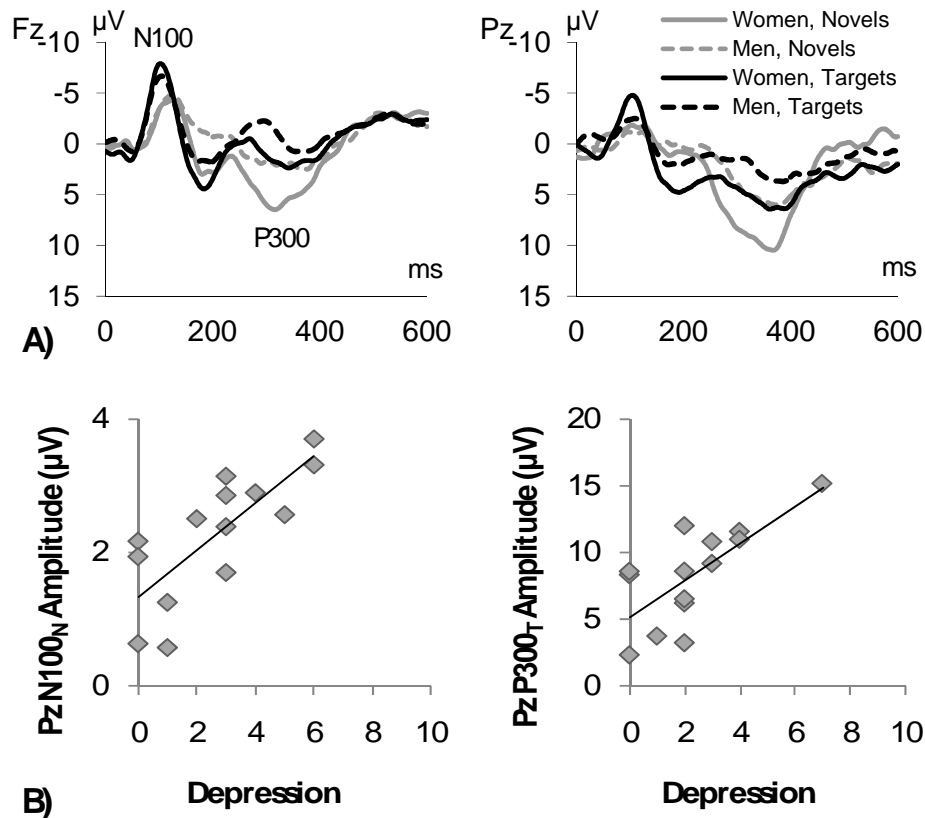 Fz µV
-10
-5
0
5
10
15
N100
P300
ms
0 200 400 600
A)
Pz µV
-10
-5
0
5
10
15
Women, Novels
Men, Novels
Women, Targets
Men, Targets
ms
0 200 400 600
Pz N100N Amplitude (µV)
4
2
0
0 2 4 6 8 10
Depression
B)
Pz P300T Amplitude (µV)
20
15
10
5
0
0 2 4 6 8 10
Depression